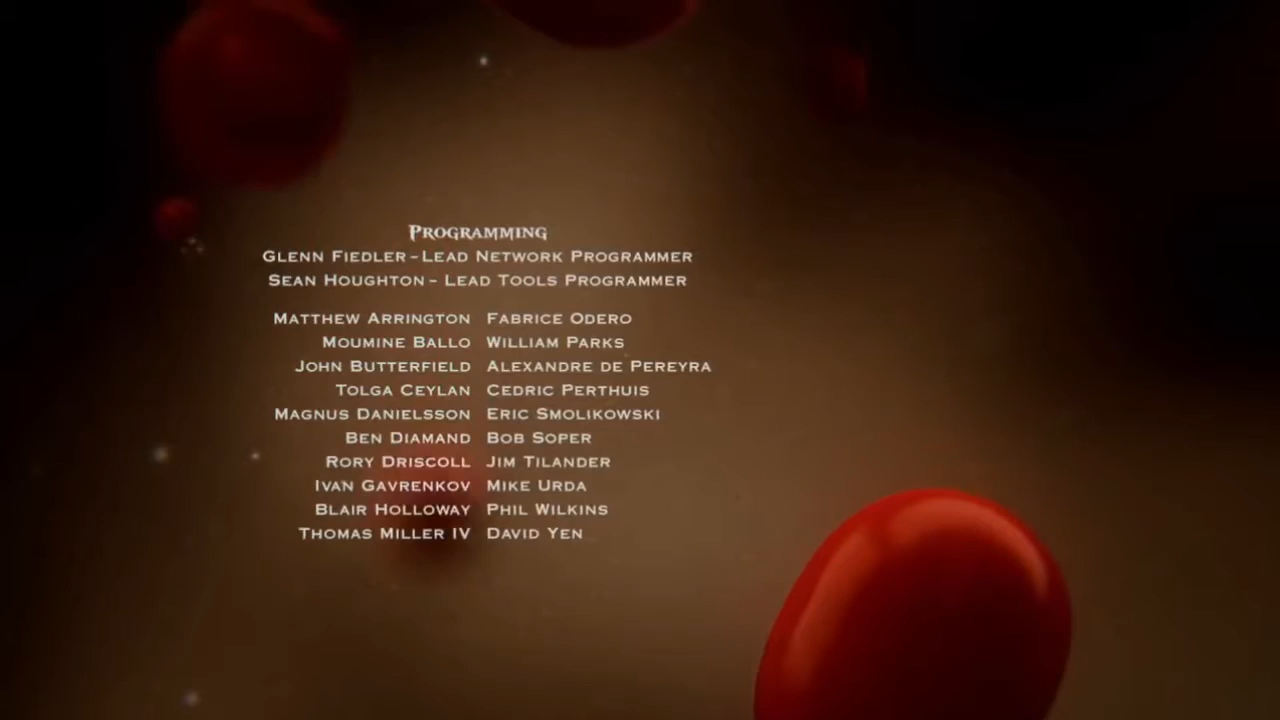 PROGRAMMING
GLENN FIEDLER - LEAD NETWORK PROGRAMMER
SEAN HOUGHTON - LEAD TOOLS PROGRAMMER
MATTHEW ARRINGTON FABRICE ODERO
MOUMINE BALLO WILLIAM PARKS
JOHN BUTTERFIELD ALEXANDRE DE PEREYRA
TOLGA CEYLAN CEDRIC PERTHUIS
MAGNUS DANIELSSON ERIC SMOLIKOWSKI
BEN DIAMAND BOB SOPER
RORY DRISCOLL JIM TILANDER
IVAN GAVRENKOV MIKE URDA
BLAIR HOLLOWAY PHIL WILKINS
THOMAS MILLER IV DAVID YEN